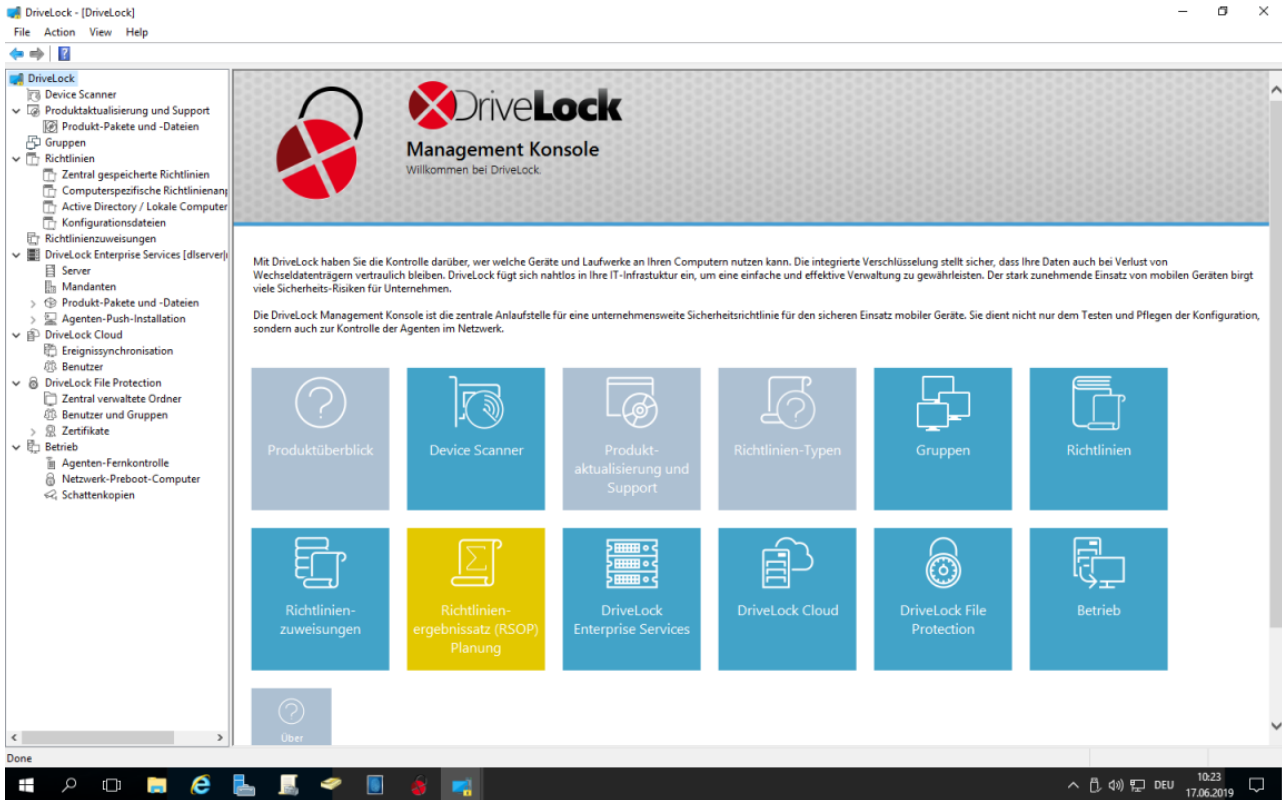 DriveLock - [DriveLock]
File Action View Help
DriveLock
Device Scanner
Produktaktualisierung und Support
Produkt-Pakete und -Dateien
Gruppen
Richtlinien
Zentral gespeicherte Richtlinien
Computerspezifische Richtlinienan
Active Directory / Lokale Computer
Konfigurationsdateien
Richtlinienzuweisungen
DriveLock Enterprise Services [dlserver
Server
Mandanten
Produkt-Pakete und -Dateien
Agenten-Push-Installation
DriveLock Cloud
Ereignissynchronisation
Benutzer
DriveLock File Protection
Zentral verwaltete Ordner
Benutzer und Gruppen
Zertifikate
Betrieb
Agenten-Fernkontrolle
Netzwerk-Preboot-Computer
Schattenkopien
DriveLock
Management Konsole
Willkommen bei DriveLock.
Mit DriveLock haben Sie die Kontrolle darüber, wer welche Geräte und Laufwerke an Ihren Computern nutzen kann. Die integrierte Verschlüsselung stellt sicher, dass Ihre Daten auch bei Verlust von
Wechseldatenträgern vertraulich bleiben. DriveLock fügt sich nahtlos in Ihre IT-Infrastuktur ein, um eine einfache und effektive Verwaltung zu gewährleisten. Der stark zunehmende Einsatz von mobilen Geräten birgt
viele Sicherheits-Risiken für Unternehmen.
Die DriveLock Management Konsole ist die zentrale Anlaufstelle für eine unternehmensweite Sicherheitsrichtlinie für den sicheren Einsatz mobiler Geräte. Sie dient nicht nur dem Testen und Pflegen der Konfiguration,
sondern auch zur Kontrolle der Agenten im Netzwerk.
Produktüberblick
Device Scanner
Produkt-
aktualisierung und
Support
Richtlinien-Typen
Gruppen
Richtlinien
Richtlinien-
zuweisungen
Richtlinien-
ergebnissatz (RSOP)
Planung
DriveLock
Enterprise Services
DriveLock Cloud
DriveLock File
Protection
Betrieb
Über
Done
DEU
10:23
17.06.2019